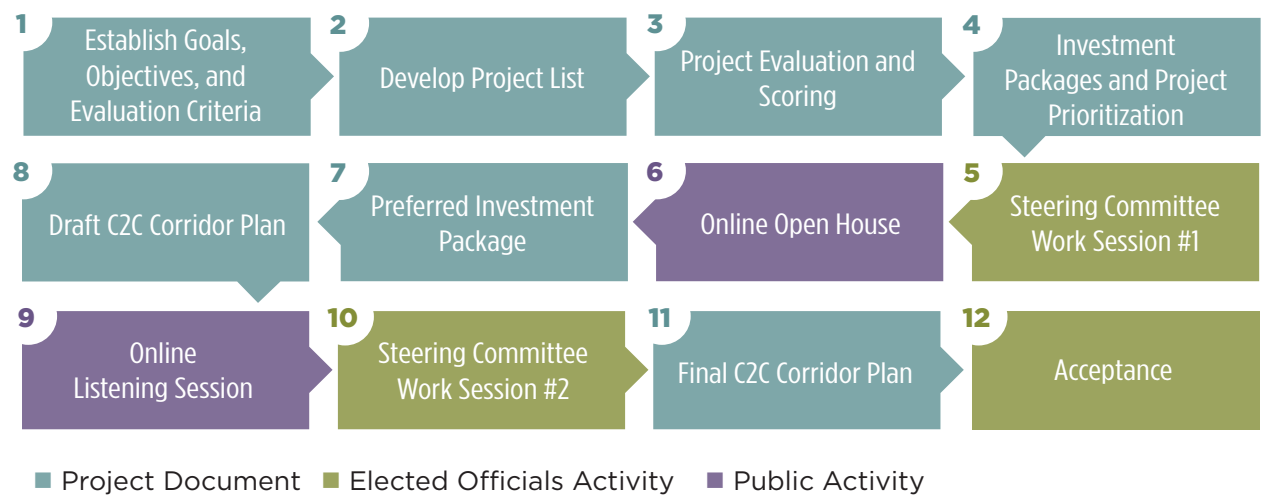 1
Establish Goals,
Objectives, and
Evaluation Criteria
2
Develop Project List
3
Project Evaluation and
Scoring
4
Investment
Packages and Project
Prioritization
5
Steering Committee
Work Session #1
6
Online Open House
7
Preferred Investment
Package
8
Draft C2C Corridor Plan
9
Online
Listening Session
10
Steering Committee
Work Session #2
11
Final C2C Corridor Plan
12
Acceptance
Project Document
Elected Officials Activity
Public Activity